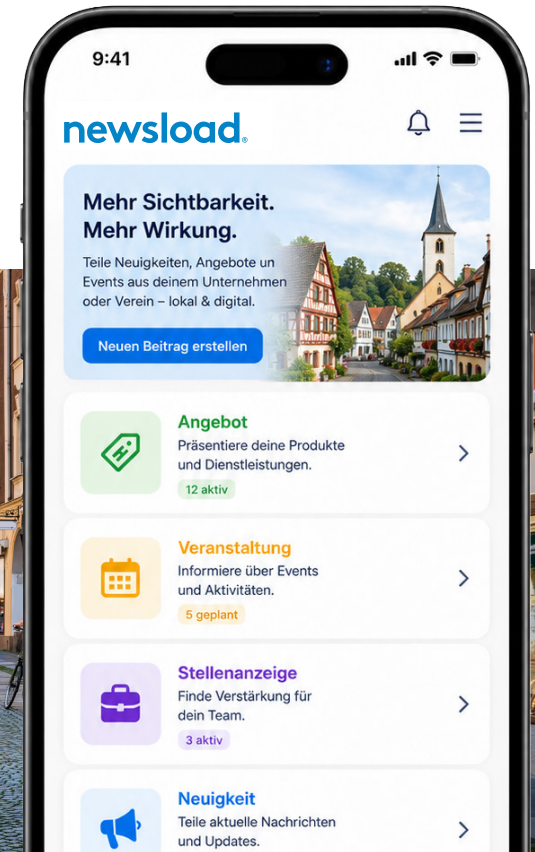 9:41
newsload®
Mehr Sichtbarkeit.
Mehr Wirkung.
Teile Neuigkeiten, Angebote un
Events aus deinem Unternehmen
oder Verein – lokal & digital.
Neuen Beitrag erstellen
Angebot
Präsentiere deine Produkte
und Dienstleistungen.
12 aktiv
Veranstaltung
Informiere über Events
und Aktivitäten.
5 geplant
Stellenanzeige
Finde Verstärkung für
dein Team.
3 aktiv
Neuigkeit
Teile aktuelle Nachrichten
und Updates.